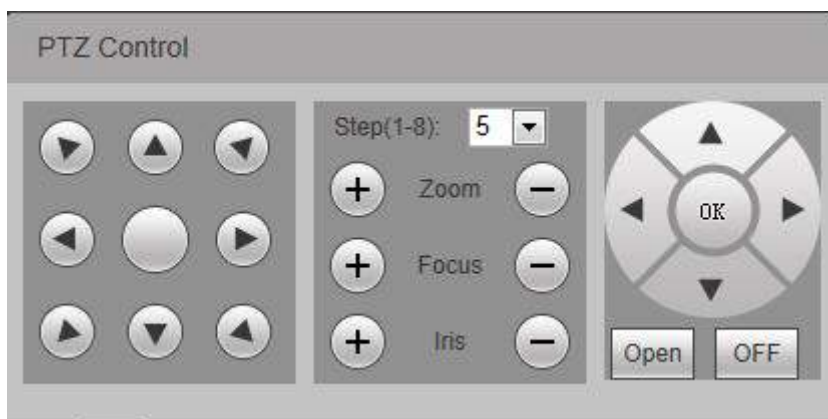 PTZ Control
Step(1-8): 5
Zoom
Focus
Iris
OK
Open OFF